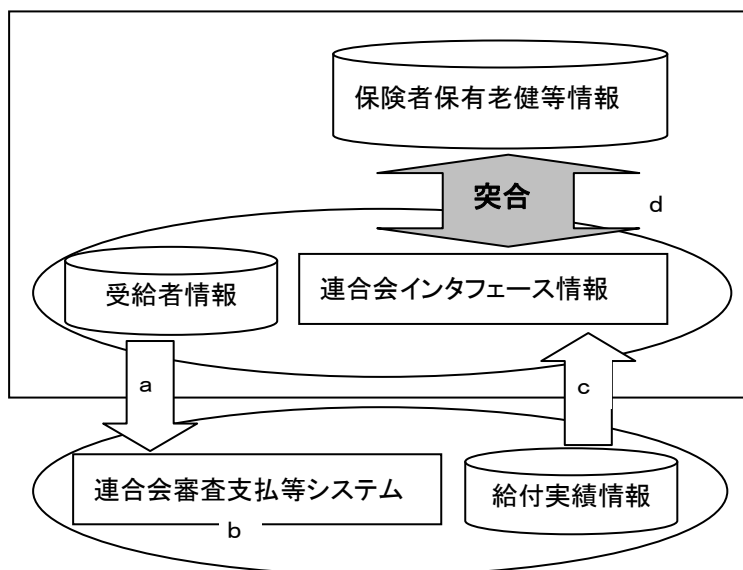 保険者保有老健等情報
突合
d
受給者情報
連合会インタフェース情報
a
c
連合会審査支払等システム
給付実績情報
b